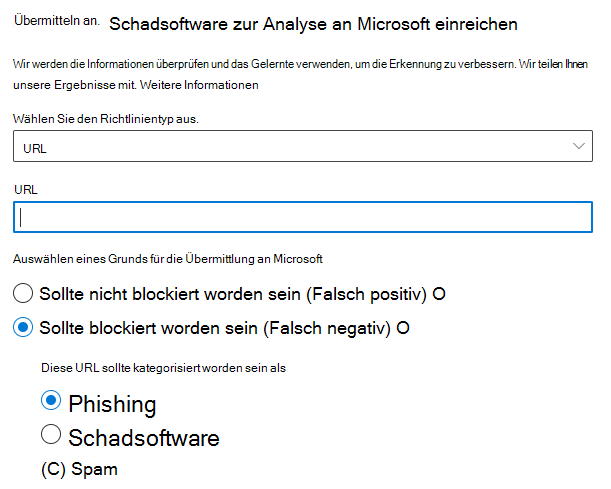 Übermitteln an. Schadsoftware zur Analyse an Microsoft einreichen
Wir werden die Informationen überprüfen und das Gelernte verwenden, um die Erkennung zu verbessern. Wir teilen Ihnen
unsere Ergebnisse mit. Weitere Informationen
Wählen Sie den Richtlinientyp aus.
URL
URL
Auswählen eines Grunds für die Übermittlung an Microsoft
Sollte nicht blockiert worden sein (Falsch positiv) O
Sollte blockiert worden sein (Falsch negativ) O
Diese URL sollte kategorisiert worden sein als
Phishing
Schadsoftware
(C) Spam